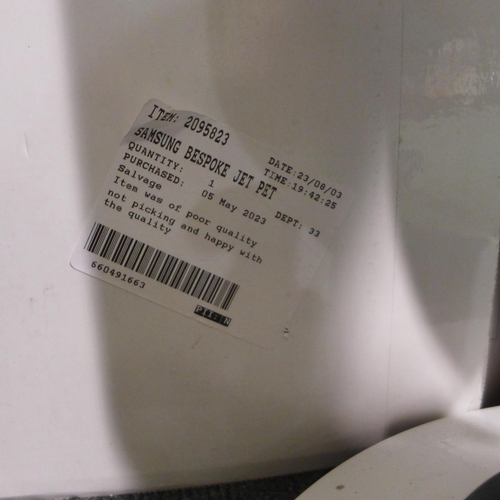 ITEM: 2095823
SAMSUNG BESPOKE JET PET
DATE:23/08/03
TIME:19:42:25
QUANTITY: 1
PURCHASED: 05 May 2023 DEPT: 33
Salvage
Item was of poor quality
not picking and happy with
the quality
660491663